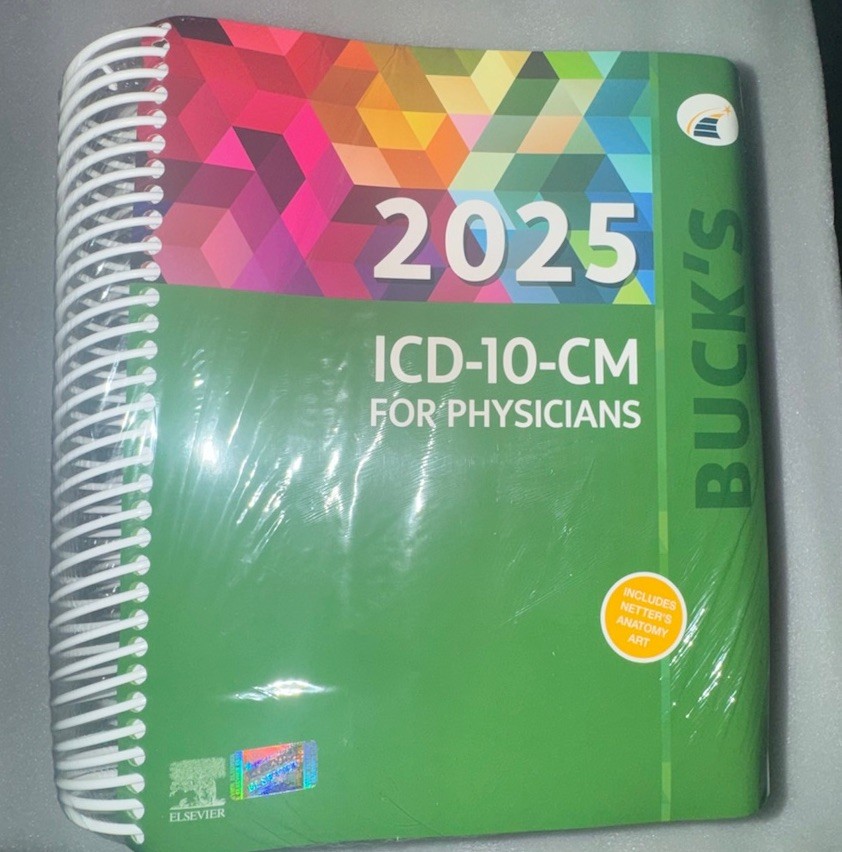 2025
ICD-10-CM
FOR PHYSICIANS
BUCK'S
INCLUDES
NETTER'S
ANATOMY
ART
ELSEVIER